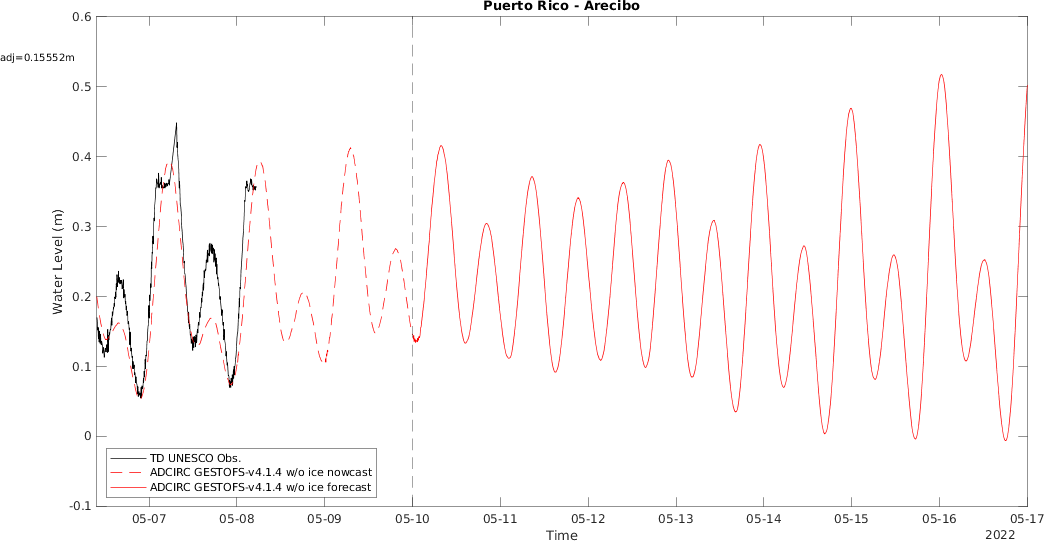 Puerto Rico - Arecibo
adj=0.15552m
0.6
0.5
0.4
0.3
0.2
0.1
0
-0.1
Water Level (m)
TD UNESCO Obs.
ADCIRC GESTOFS-v4.1.4 w/o ice nowcast
ADCIRC GESTOFS-v4.1.4 w/o ice forecast
05-07 05-08 05-09 05-10 05-11 05-12 05-13 05-14 05-15 05-16 05-17
Time
2022